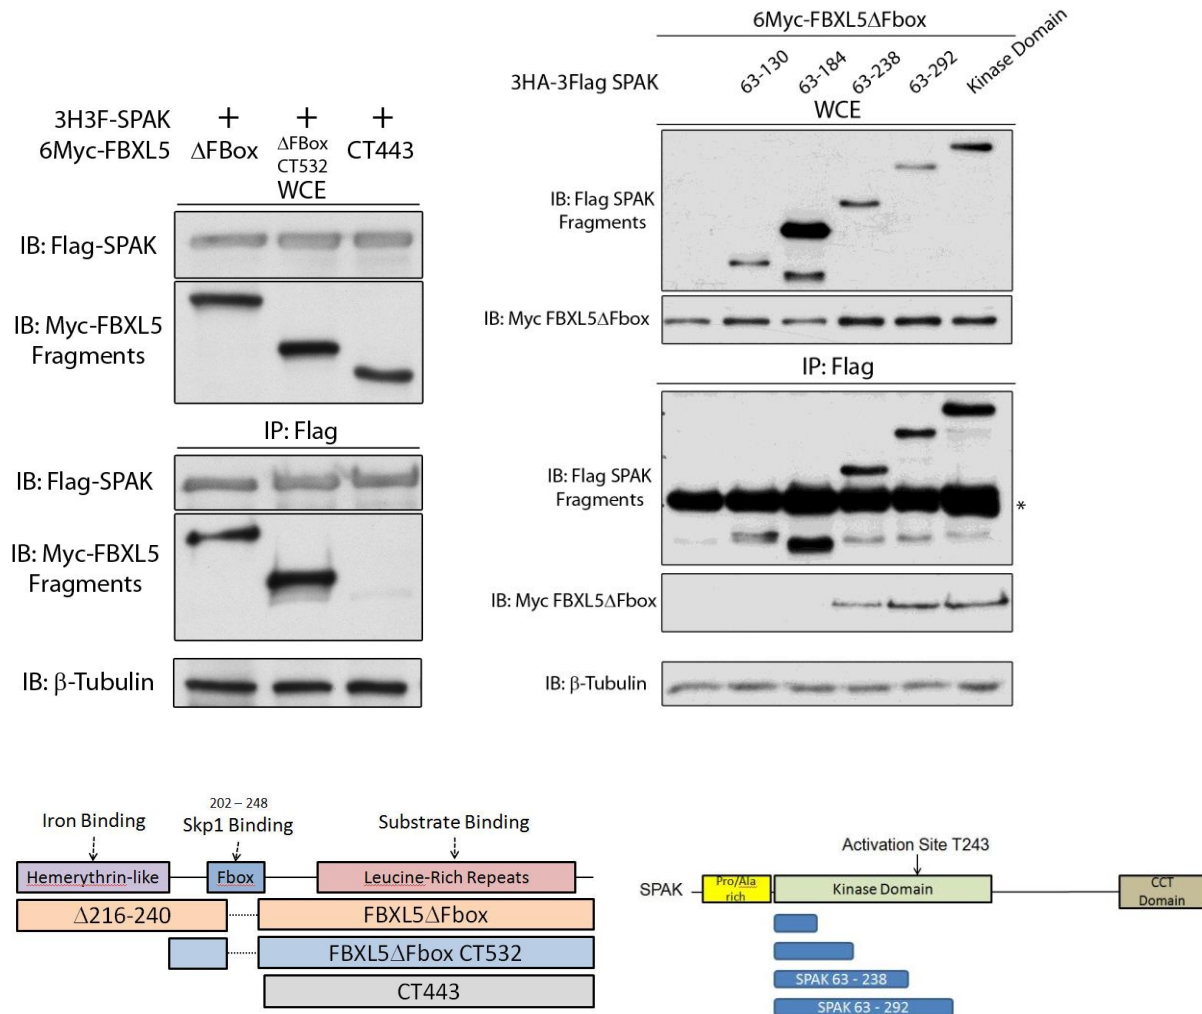 3H3F-SPAK + + +
6Myc-FBXL5 ΔFBox ΔFBox CT443
CT532
WCE
IB: Flag-SPAK
IB: Myc-FBXL5
Fragments
IP: Flag
IB: Flag-SPAK
IB: Myc-FBXL5
Fragments
IB: β-Tubulin
6Myc-FBXL5ΔFbox
3HA-3Flag SPAK 63-130 63-184 63-238 63-292 Kinase Domain
WCE
IB: Flag SPAK
Fragments
IB: Myc FBXL5ΔFbox
IP: Flag
IB: Flag SPAK
Fragments
*
IB: Myc FBXL5ΔFbox
IB: β-Tubulin
202 – 248
Iron Binding Skp1 Binding Substrate Binding
Hemerythrin-like Fbox Leucine-Rich Repeats
Δ216-240 FBXL5ΔFbox
FBXL5ΔFbox CT532
CT443
Activation Site T243
SPAK Pro/Ala Kinase Domain CCT
rich Domain
SPAK 63 - 238
SPAK 63 - 292